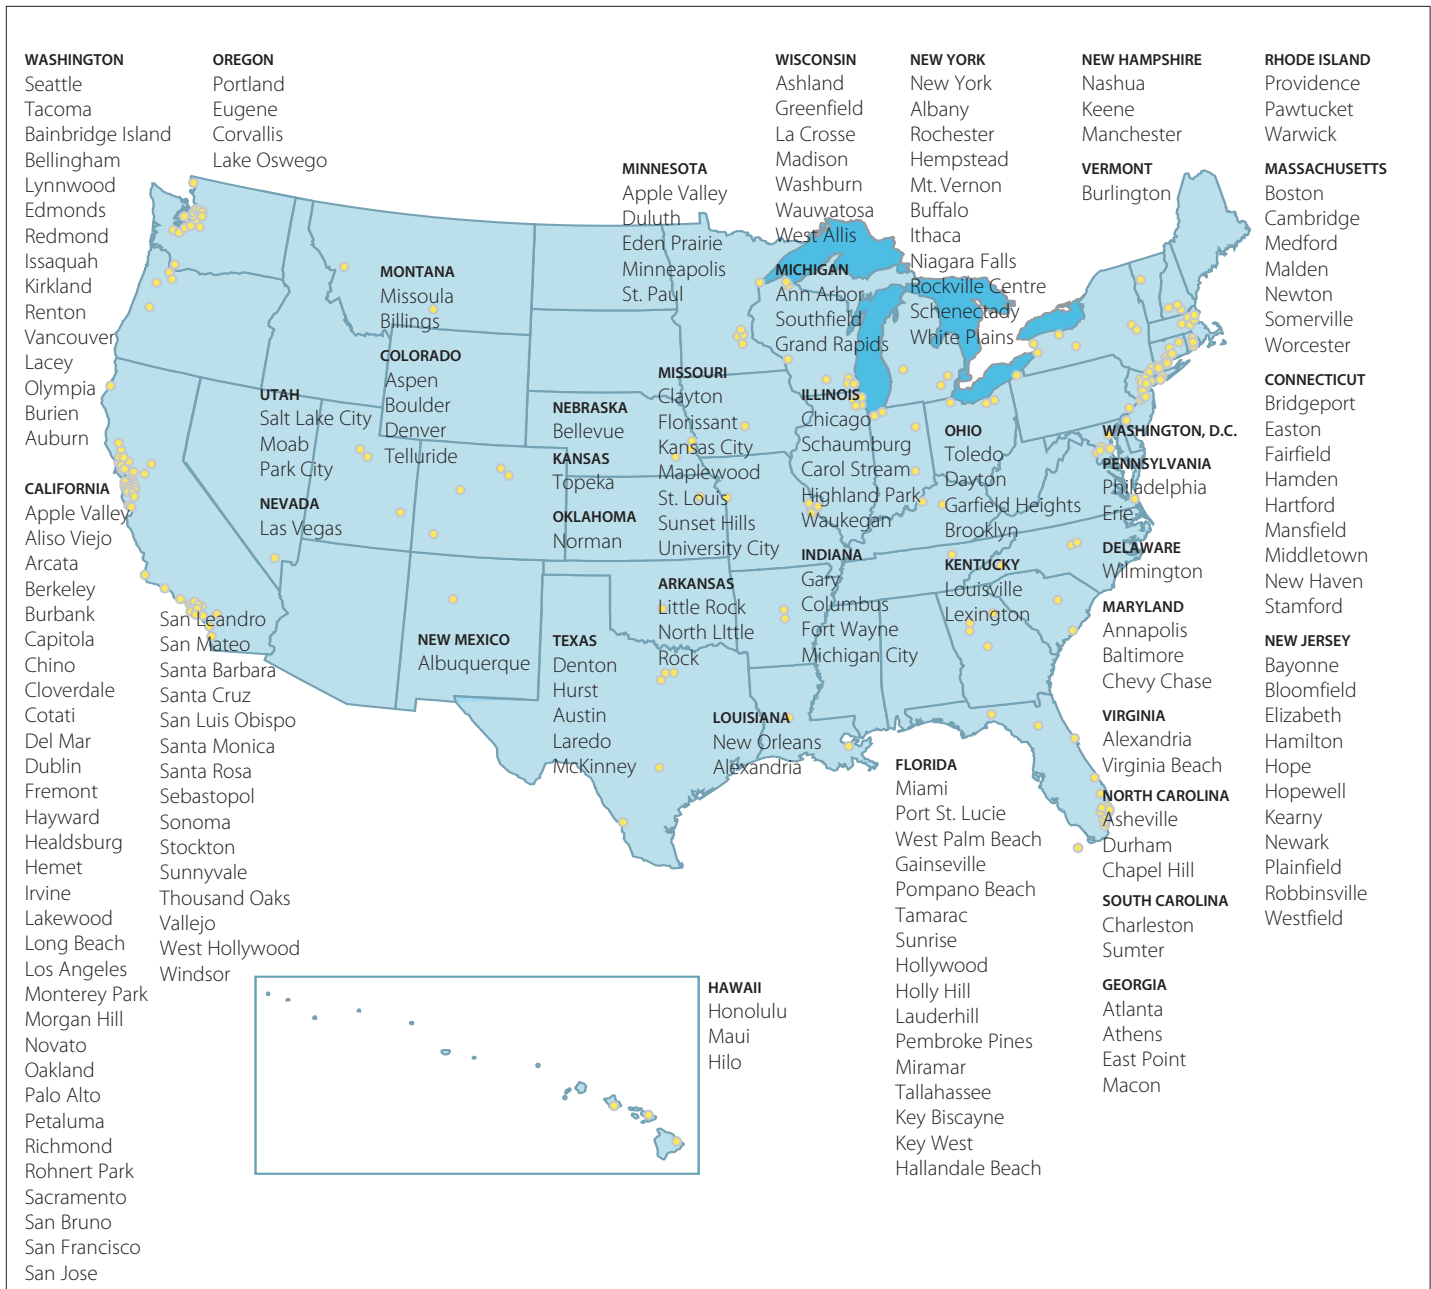 WASHINGTON
Seattle
Tacoma
Bainbridge Island
Bellingham
Lynnwood
Edmonds
Redmond
Issaquah
Kirkland
Renton
Vancouver
Lacey
Olympia
Burien
Auburn
CALIFORNIA
Apple Valley
Aliso Viejo
Arcata
Berkeley
Burbank
Capitola
Chino
Cloverdale
Cotati
Del Mar
Dublin
Fremont
Hayward
Healdsburg
Hemet
Irvine
Lakewood
Long Beach
Los Angeles
Monterey Park
Morgan Hill
Novato
Oakland
Palo Alto
Petaluma
Richmond
Rohnert Park
Sacramento
San Bruno
San Francisco
San Jose
San Leandro
San Mateo
Santa Barbara
Santa Cruz
San Luis Obispo
Santa Monica
Santa Rosa
Sebastopol
Sonoma
Stockton
Sunnyvale
Thousand Oaks
Vallejo
West Hollywood
Windsor
OREGON
Portland
Eugene
Corvallis
Lake Oswego
UTAH
Salt Lake City
Moab
Park City
NEVADA
Las Vegas
MONTANA
Missoula
Billings
COLORADO
Aspen
Boulder
Denver
Telluride
NEW MEXICO
Albuquerque
NEBRASKA
Bellevue
KANSAS
Topeka
OKLAHOMA
Norman
TEXAS
Denton
Hurst
Austin
Laredo
McKinney
MINNESOTA
Apple Valley
Duluth
Eden Prairie
Minneapolis
St. Paul
MISSOURI
Clayton
Florissant
Kansas City
Maplewood
St. Louis
Sunset Hills
University City
ARKANSAS
Little Rock
North LIttle
Rock
LOUISIANA
New Orleans
Alexandria
HAWAII
Honolulu
Maui
Hilo
WISCONSIN
Ashland
Greenfield
La Crosse
Madison
Washburn
Wauwatosa
West Allis
MICHIGAN
Ann Arbor
Southfield
Grand Rapids
ILLINOIS
Chicago
Schaumburg
Carol Stream
Highland Park
Waukegan
INDIANA
Gary
Columbus
Fort Wayne
Michigan City
NEW YORK
New York
Albany
Rochester
Hempstead
Mt. Vernon
Buffalo
Ithaca
Niagara Falls
Rockville Centre
Schenectady
White Plains
OHIO
Toledo
Dayton
Garfield Heights
Brooklyn
KENTUCKY
Louisville
Lexington
FLORIDA
Miami
Port St. Lucie
West Palm Beach
Gainseville
Pompano Beach
Tamarac
Sunrise
Hollywood
Holly Hill
Lauderhill
Pembroke Pines
Miramar
Tallahassee
Key Biscayne
Key West
Hallandale Beach
NEW HAMPSHIRE
Nashua
Keene
Manchester
VERMONT
Burlington
WASHINGTON, D.C.
PENNSYLVANIA
Philadelphia
Erie
DELAWARE
Wilmington
MARYLAND
Annapolis
Baltimore
Chevy Chase
VIRGINIA
Alexandria
Virginia Beach
NORTH CAROLINA
Asheville
Durham
Chapel Hill
SOUTH CAROLINA
Charleston
Sumter
GEORGIA
Atlanta
Athens
East Point
Macon
RHODE ISLAND
Providence
Pawtucket
Warwick
MASSACHUSETTS
Boston
Cambridge
Medford
Malden
Newton
Somerville
Worcester
CONNECTICUT
Bridgeport
Easton
Fairfield
Hamden
Hartford
Mansfield
Middletown
New Haven
Stamford
NEW JERSEY
Bayonne
Bloomfield
Elizabeth
Hamilton
Hope
Hopewell
Kearny
Newark
Plainfield
Robbinsville
Westfield